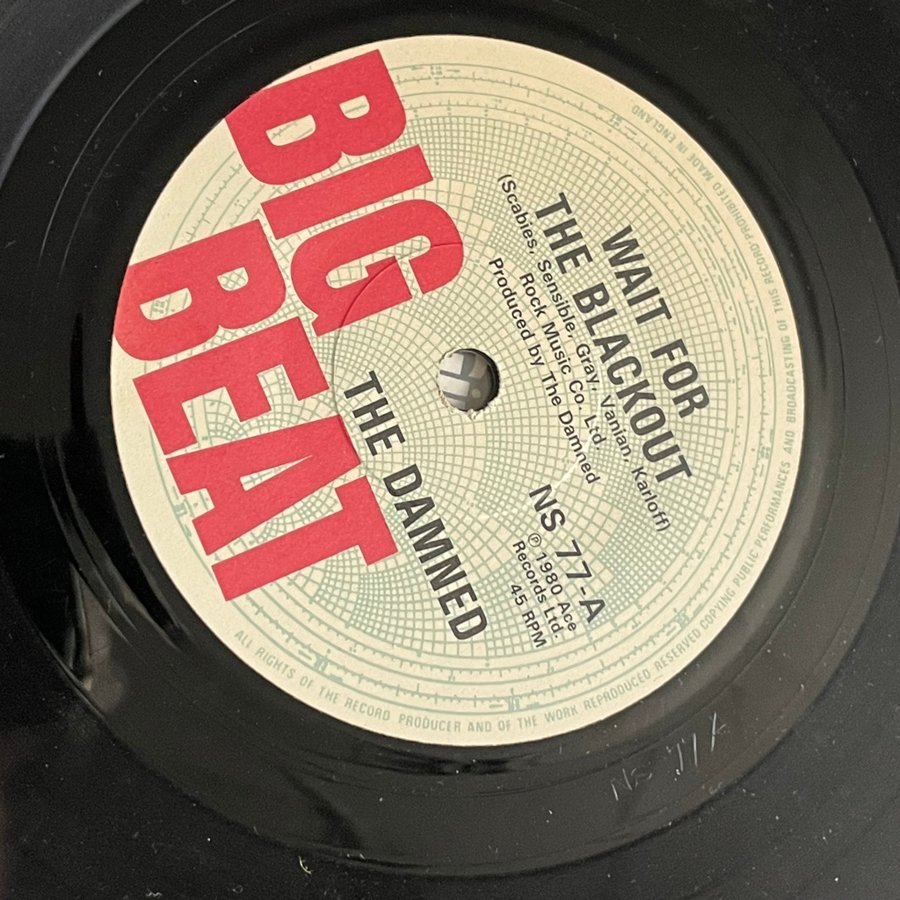 BIG
BEAT
THE DAMNED
WAIT FOR
THE BLACKOUT
(Scabies, Sensible, Gray, Vanian, Karloff)
Rock Music Co. Ltd.
Produced by The Damned
NS 77-A
℗ 1980 Ace
Records Ltd.
45 RPM
ALL RIGHTS OF THE RECORD PRODUCER AND OF THE WORK REPRODUCED RESERVED COPYING PUBLIC PERFORMANCES AND BROADCASTING OF THIS RECORD PROHIBITED MADE IN ENGLAND
NS 77 A